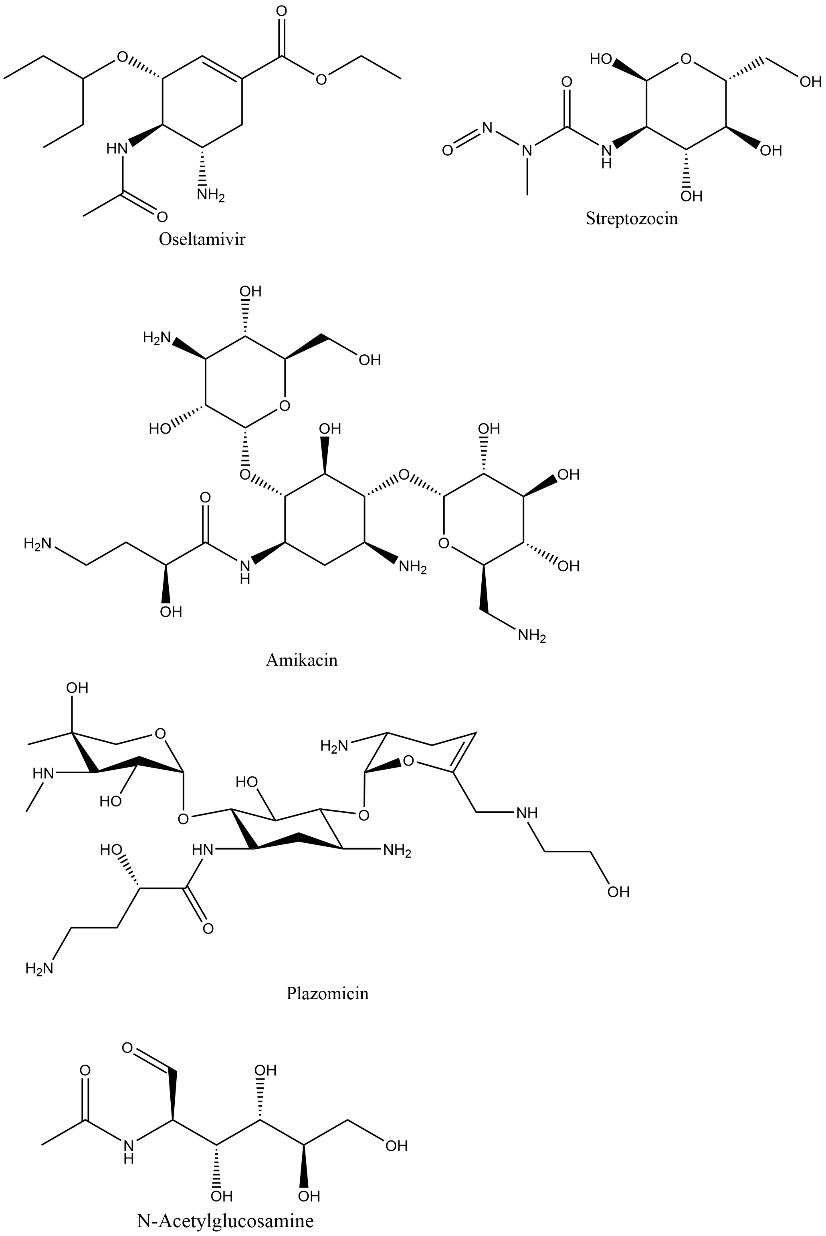 O
O
O
HN
NH₂
O
Oseltamivir
HO
O
OH
O
N
O
N
N
H
OH
OH
Streptozocin
OH
H₂N
OH
O
HO
OH
OH
O
O
OH
O
H₂N
N
H
NH₂
O
OH
OH
NH₂
Amikacin
OH
O
H₂N
HN
HO
HO
O
O
O
NH
HO
HN
NH₂
OH
O
H₂N
Plazomicin
O
O
OH
N
H
OH
OH
OH
N-Acetylglucosamine